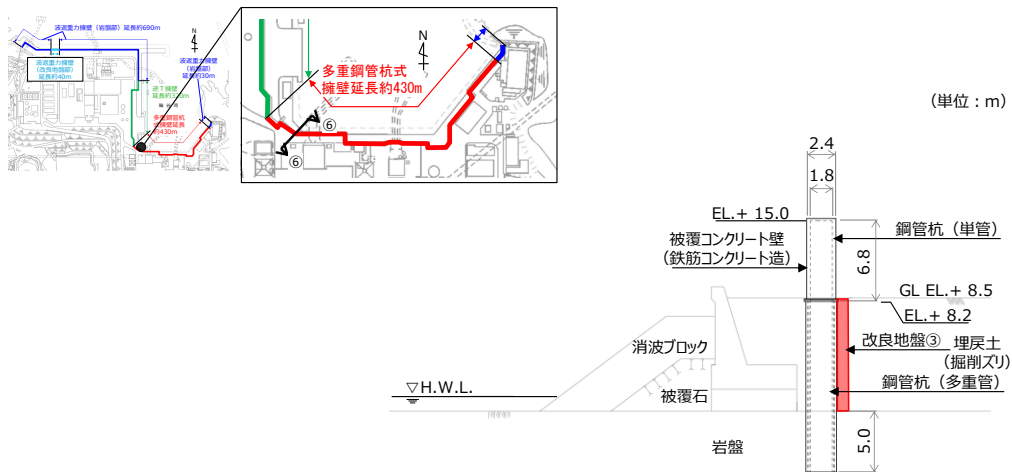 波返重力擁壁（岩盤部）延長約690m
波返重力擁壁
（改良地盤部）
延長約40m
N
波返重力擁壁
（岩盤部）
延長約30m
逆T擁壁
多重鋼管杭式
擁壁延長
約430m
N
多重鋼管杭式
擁壁延長約430m
⑥
⑥
（単位：m）
2.4
1.8
EL.+ 15.0
被覆コンクリート壁
（鉄筋コンクリート造）
鋼管杭（単管）
6.8
GL EL.+ 8.5
EL.+ 8.2
消波ブロック
改良地盤③
埋戻土
（掘削ズリ）
鋼管杭（多重管）
▽H.W.L.
被覆石
岩盤
5.0